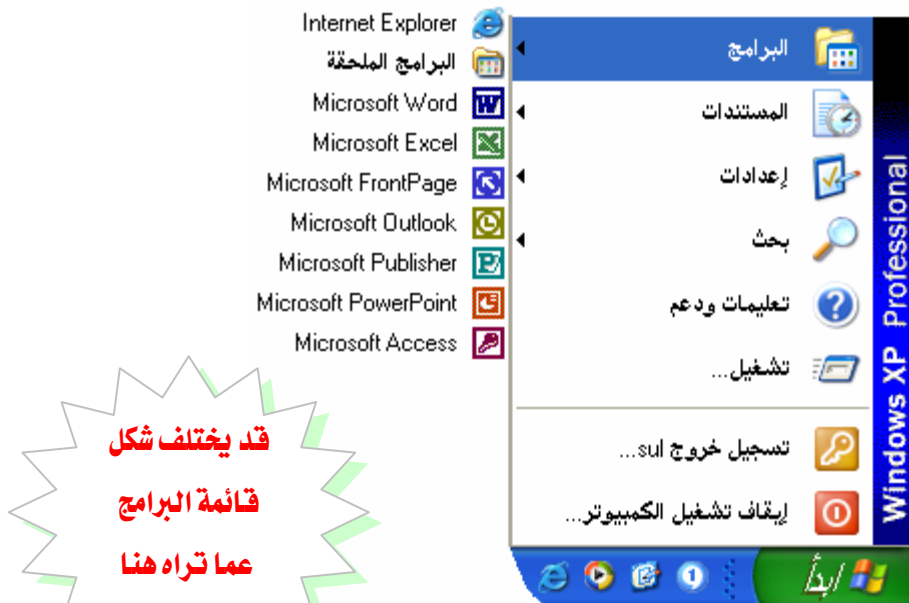 البرامج
المستندات
إعدادات
بحث
تعليمات ودعم
تشغيل...
تسجيل خروج sul...
إيقاف تشغيل الكمبيوتر...
Windows XP Professional
ابدأ
Internet Explorer
البرامج الملحقة
Microsoft Word
Microsoft Excel
Microsoft FrontPage
Microsoft Outlook
Microsoft Publisher
Microsoft PowerPoint
Microsoft Access
قد يختلف شكل
قائمة البرامج
عما تراه هنا